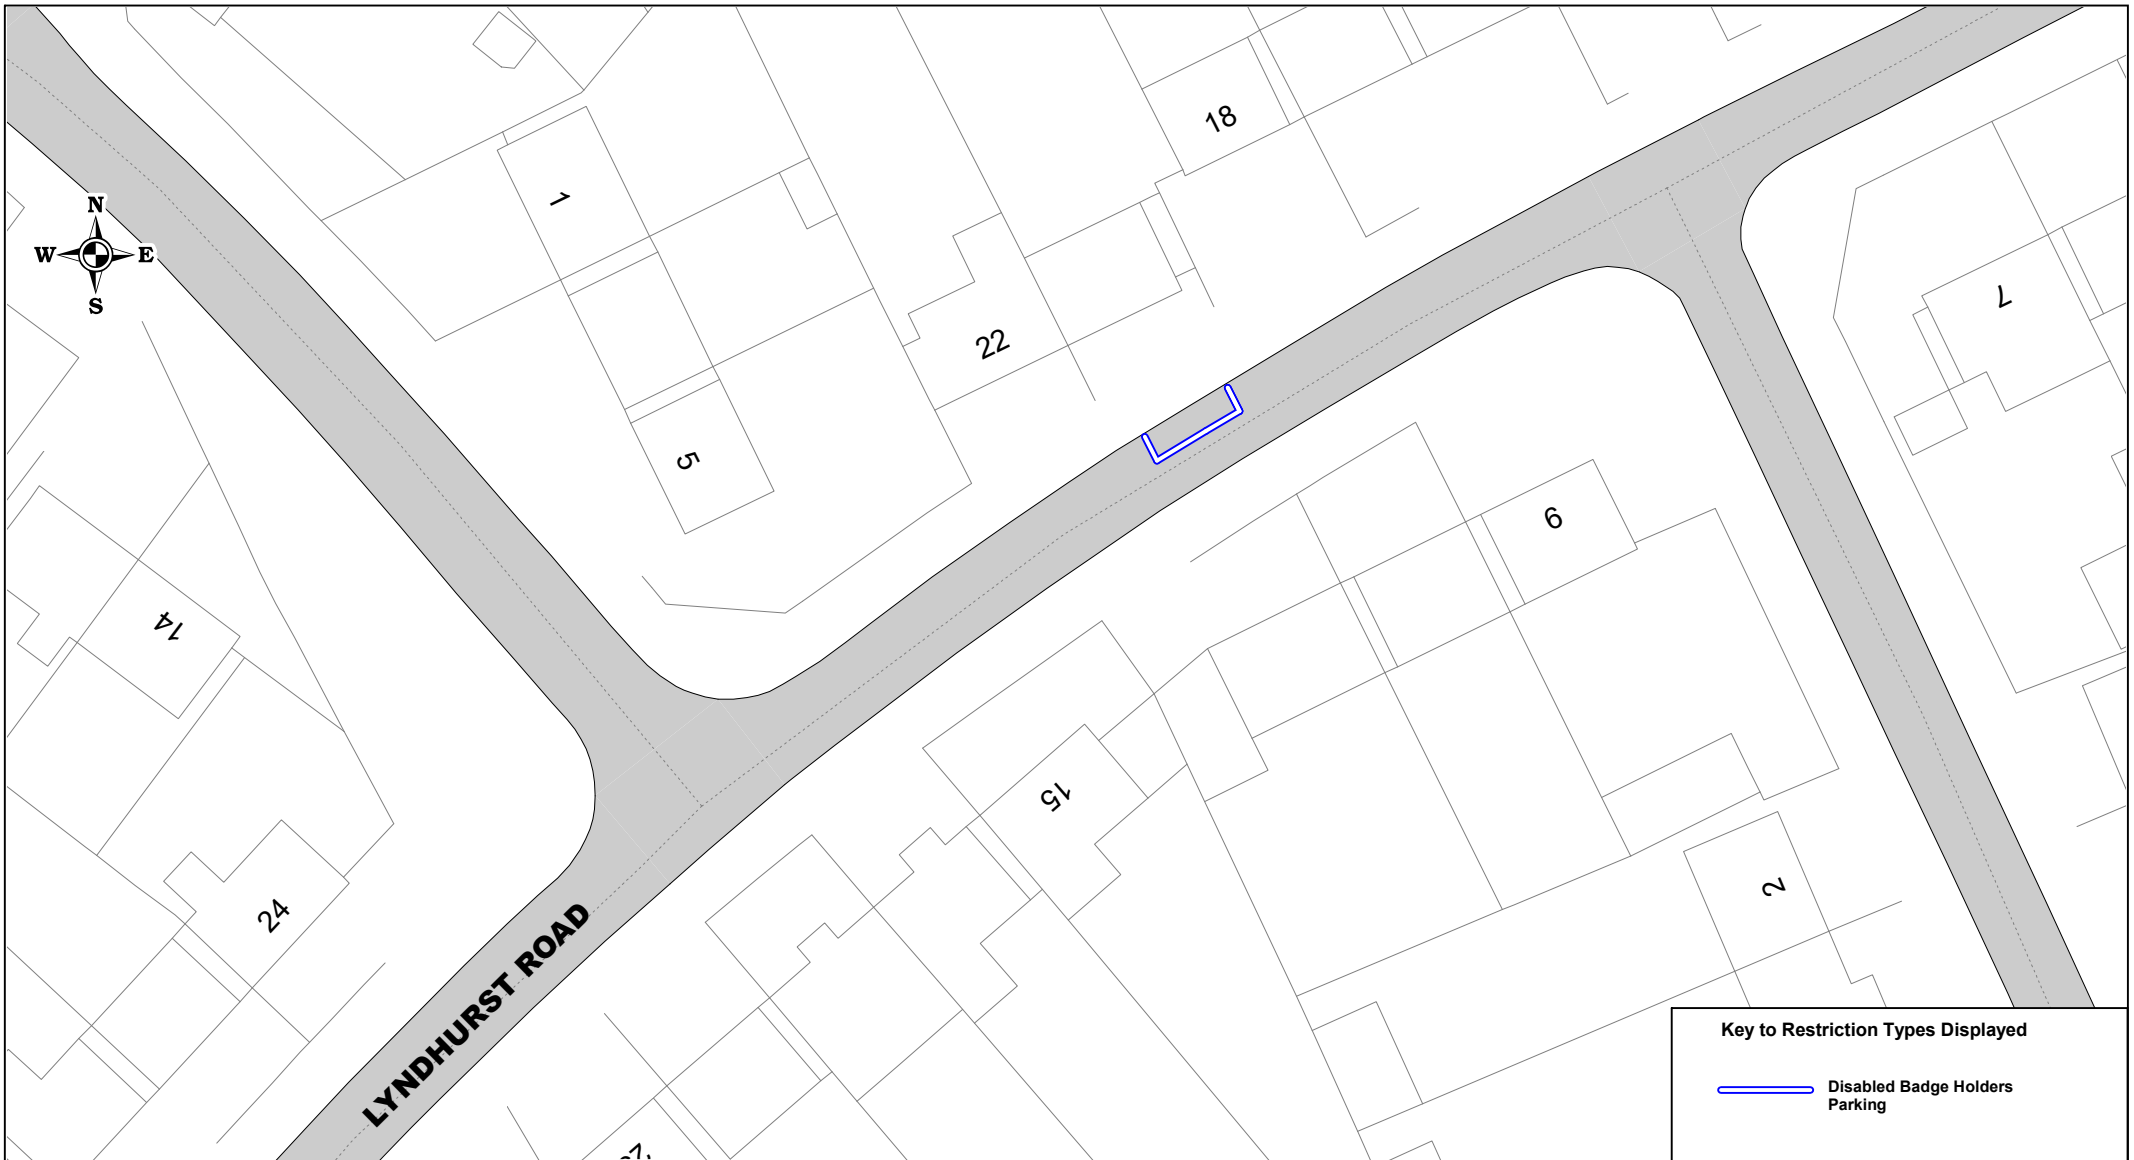 18
1
N
W E
S
22
7
5
9
14
15
2
24
LYNDHURST ROAD
Key to Restriction Types Displayed
Disabled Badge Holders
Parking